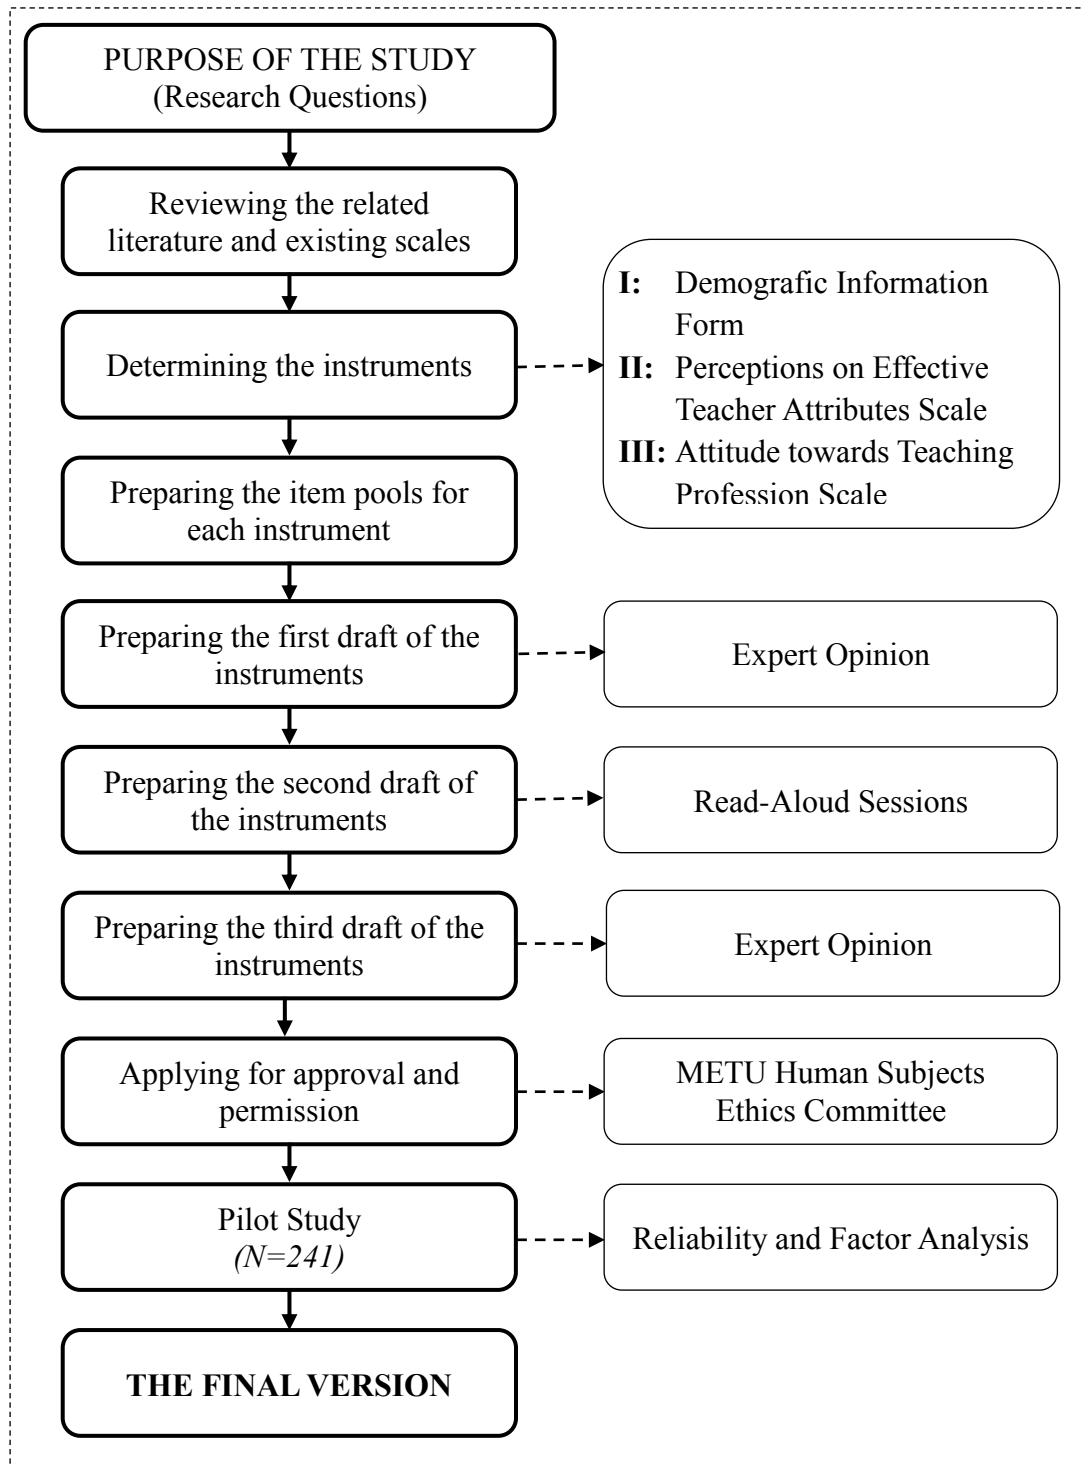 PURPOSE OF THE STUDY
(Research Questions)
Reviewing the related
literature and existing scales
Determining the instruments
I: Demografic Information
Form
II: Perceptions on Effective
Teacher Attributes Scale
III: Attitude towards Teaching
Profession Scale
Preparing the item pools for
each instrument
Preparing the first draft of the
instruments
Expert Opinion
Preparing the second draft of
the instruments
Read-Aloud Sessions
Preparing the third draft of the
instruments
Expert Opinion
Applying for approval and
permission
METU Human Subjects
Ethics Committee
Pilot Study
(N=241)
Reliability and Factor Analysis
THE FINAL VERSION